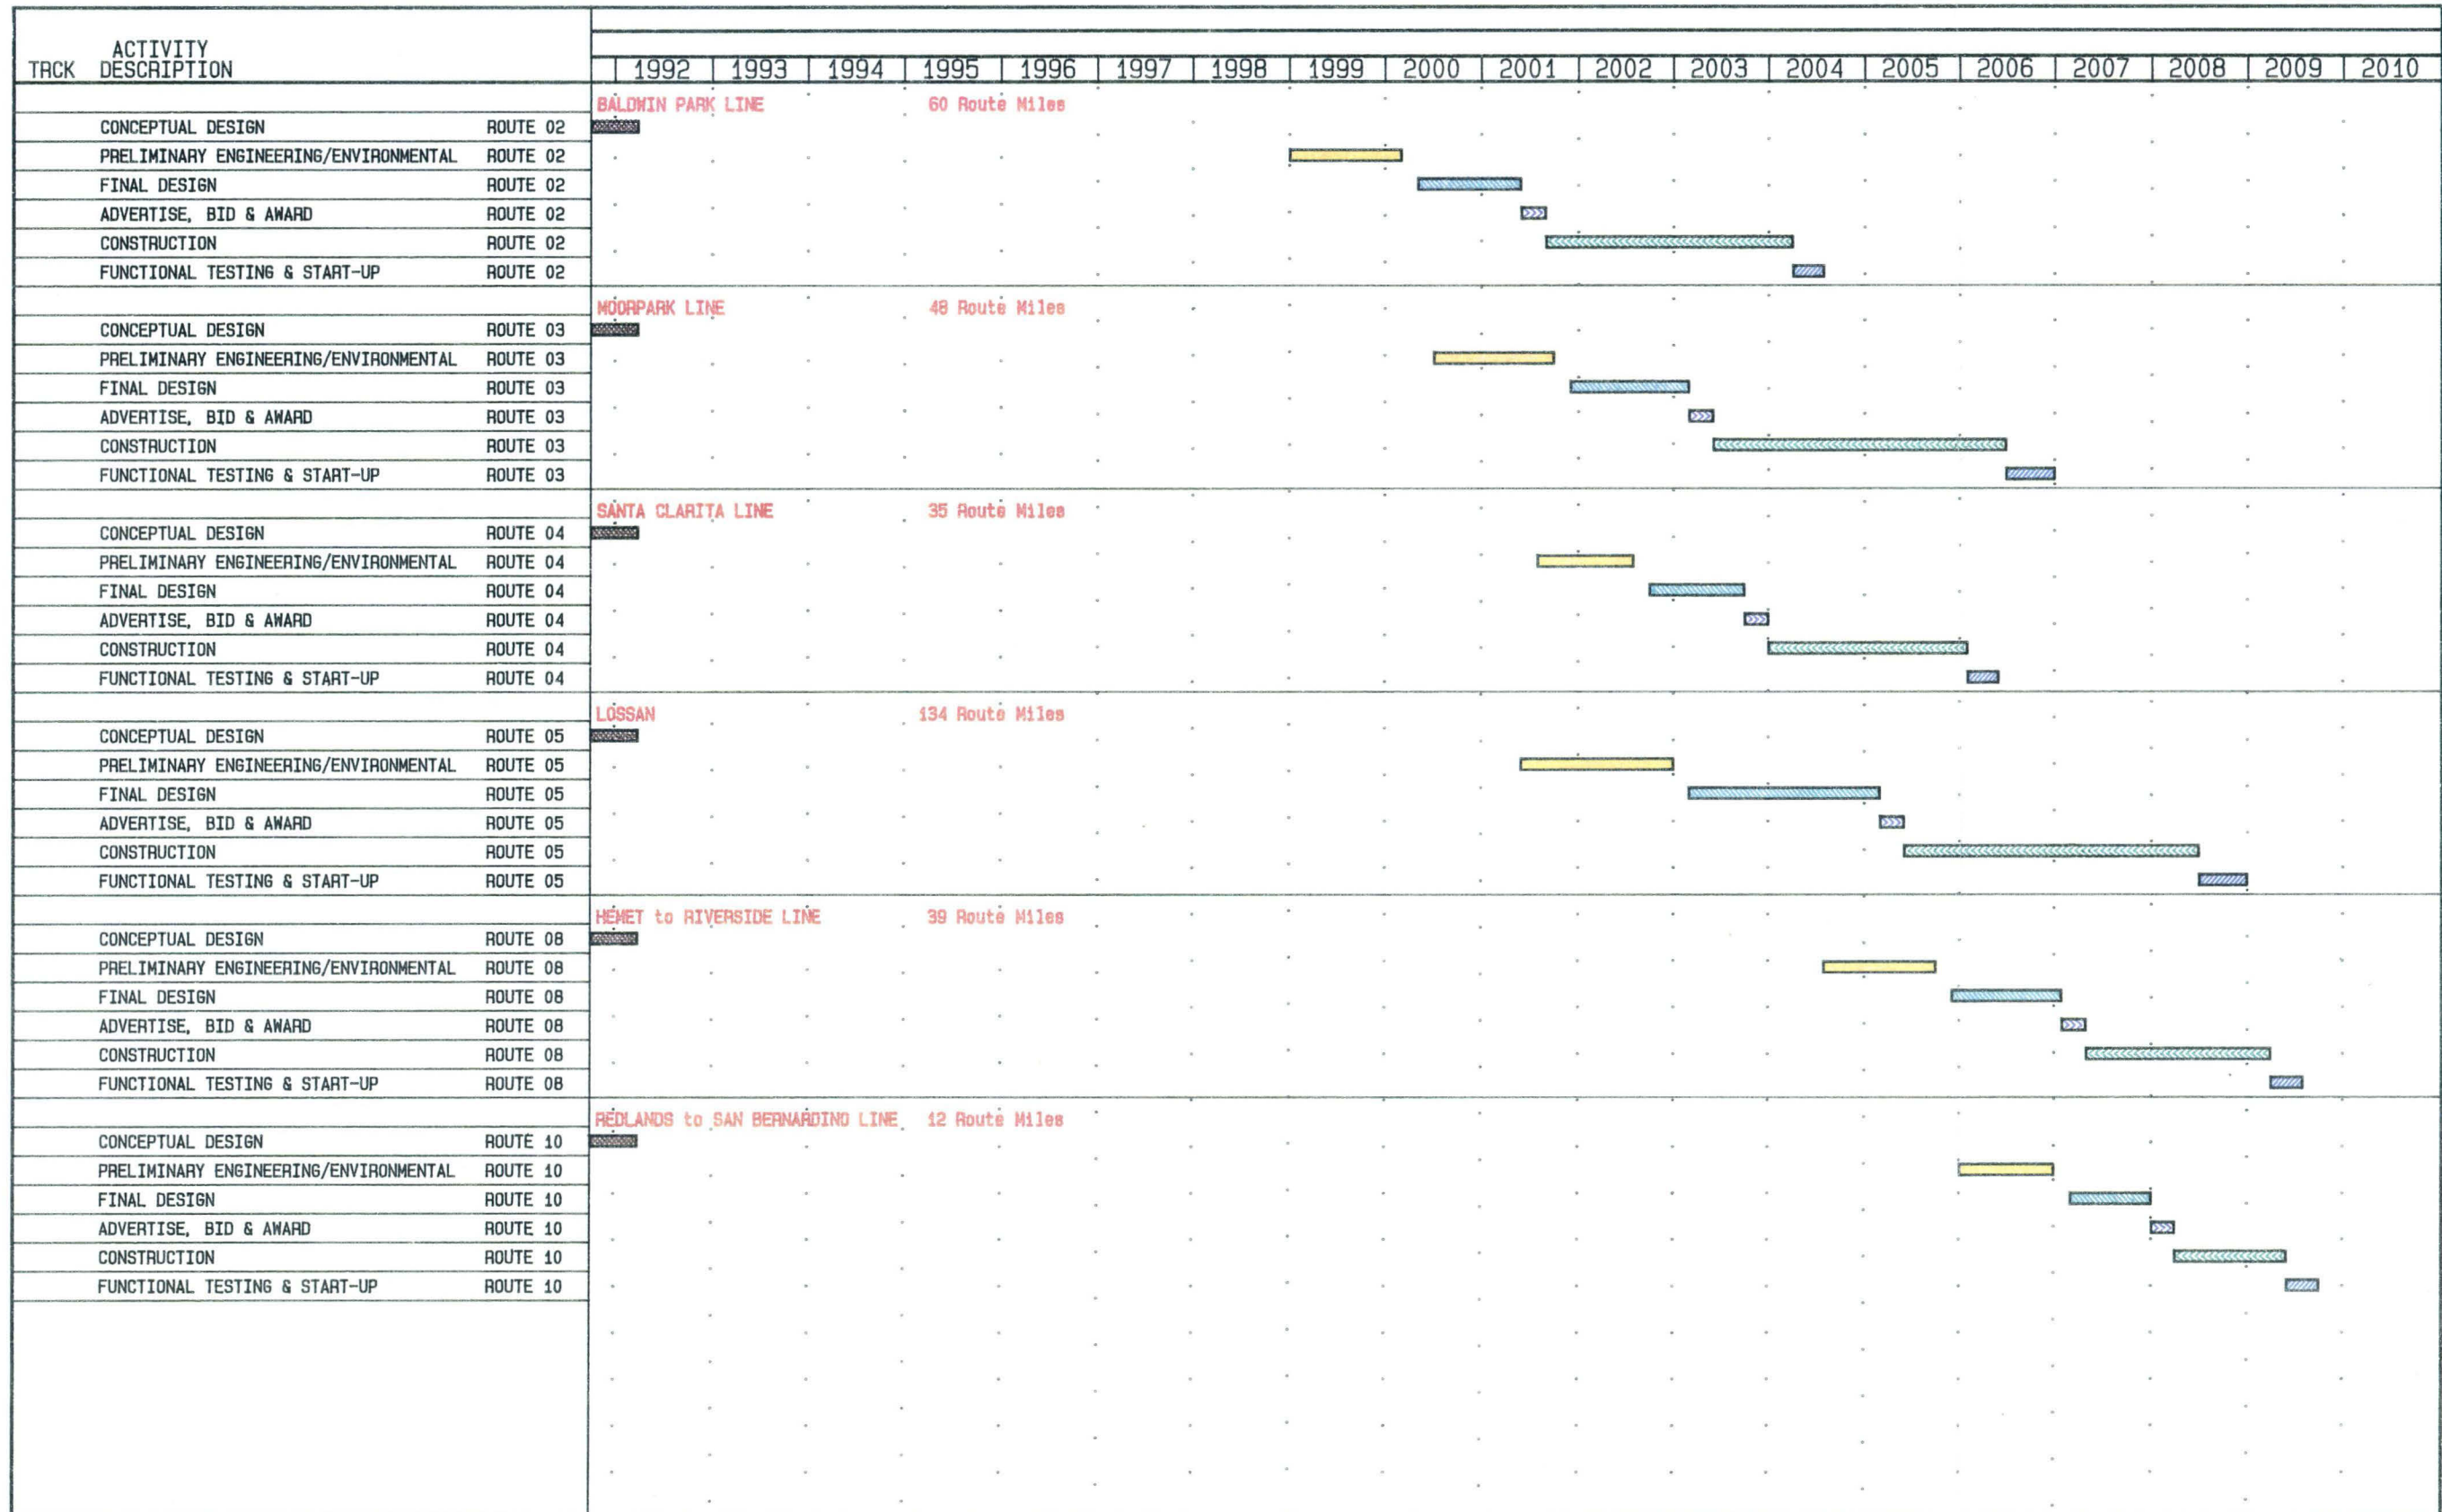 ACTIVITY
TRCK DESCRIPTION 1992 1993 1994 1995 1996 1997 1998 1999 2000 2001 2002 2003 2004 2005 2006 2007 2008 2009 2010
BALDWIN PARK LINE 60 Route Miles
CONCEPTUAL DESIGN ROUTE 02
PRELIMINARY ENGINEERING/ENVIRONMENTAL ROUTE 02
FINAL DESIGN ROUTE 02
ADVERTISE, BID & AWARD ROUTE 02
CONSTRUCTION ROUTE 02
FUNCTIONAL TESTING & START-UP ROUTE 02
MOORPARK LINE 48 Route Miles
CONCEPTUAL DESIGN ROUTE 03
PRELIMINARY ENGINEERING/ENVIRONMENTAL ROUTE 03
FINAL DESIGN ROUTE 03
ADVERTISE, BID & AWARD ROUTE 03
CONSTRUCTION ROUTE 03
FUNCTIONAL TESTING & START-UP ROUTE 03
SANTA CLARITA LINE 35 Route Miles
CONCEPTUAL DESIGN ROUTE 04
PRELIMINARY ENGINEERING/ENVIRONMENTAL ROUTE 04
FINAL DESIGN ROUTE 04
ADVERTISE, BID & AWARD ROUTE 04
CONSTRUCTION ROUTE 04
FUNCTIONAL TESTING & START-UP ROUTE 04
LOSSAN 134 Route Miles
CONCEPTUAL DESIGN ROUTE 05
PRELIMINARY ENGINEERING/ENVIRONMENTAL ROUTE 05
FINAL DESIGN ROUTE 05
ADVERTISE, BID & AWARD ROUTE 05
CONSTRUCTION ROUTE 05
FUNCTIONAL TESTING & START-UP ROUTE 05
HEMET to RIVERSIDE LINE 39 Route Miles
CONCEPTUAL DESIGN ROUTE 08
PRELIMINARY ENGINEERING/ENVIRONMENTAL ROUTE 08
FINAL DESIGN ROUTE 08
ADVERTISE, BID & AWARD ROUTE 08
CONSTRUCTION ROUTE 08
FUNCTIONAL TESTING & START-UP ROUTE 08
REDLANDS to SAN BERNARDINO LINE 12 Route Miles
CONCEPTUAL DESIGN ROUTE 10
PRELIMINARY ENGINEERING/ENVIRONMENTAL ROUTE 10
FINAL DESIGN ROUTE 10
ADVERTISE, BID & AWARD ROUTE 10
CONSTRUCTION ROUTE 10
FUNCTIONAL TESTING & START-UP ROUTE 10